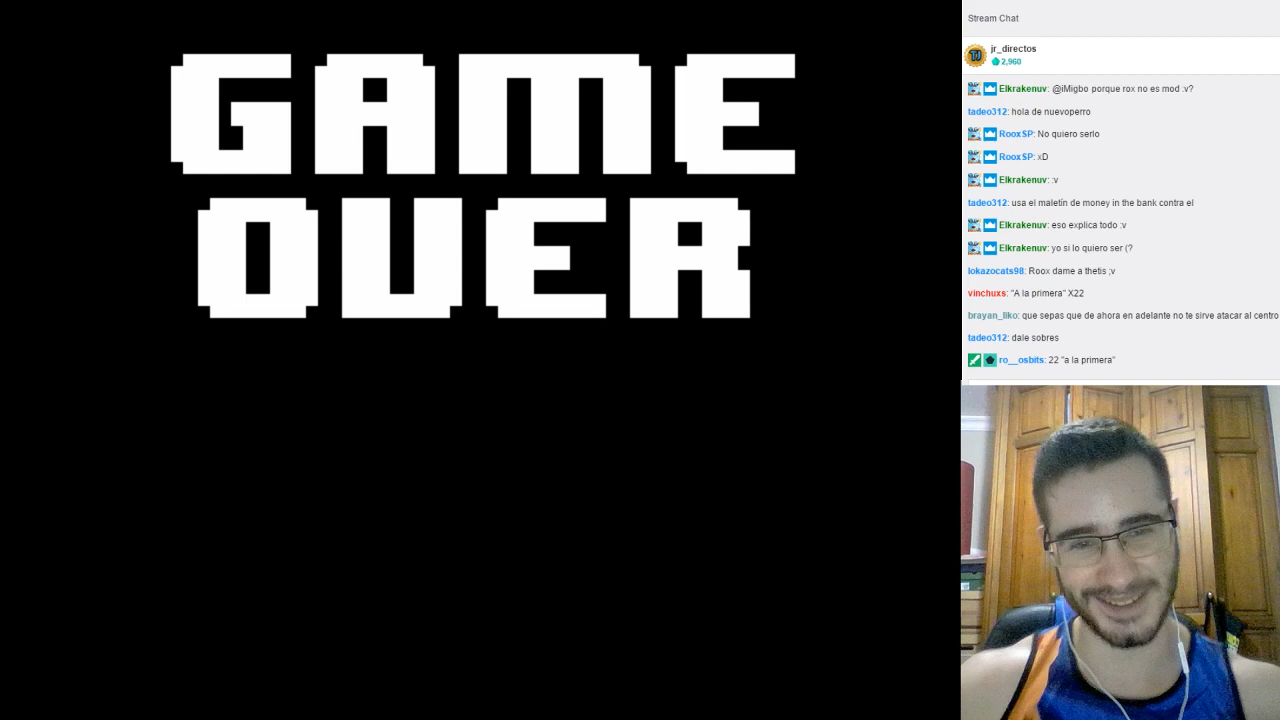 GAME
OVER
Stream Chat
jr_directos
2,960
Elkrakenuv: @iMigbo porque rox no es mod :v?
tadeo312: hola de nuevoperro
RooxSP: No quiero serlo
RooxSP: xD
Elkrakenuv: :v
tadeo312: usa el maletín de money in the bank contra el
Elkrakenuv: eso explica todo :v
Elkrakenuv: yo si lo quiero ser (?
lokazocats98: Roox dame a thetis ;v
vinchuxs: "A la primera" X22
brayan_liko: que sepas que de ahora en adelante no te sirve atacar al centro
tadeo312: dale sobres
ro__osbits: 22 "a la primera"